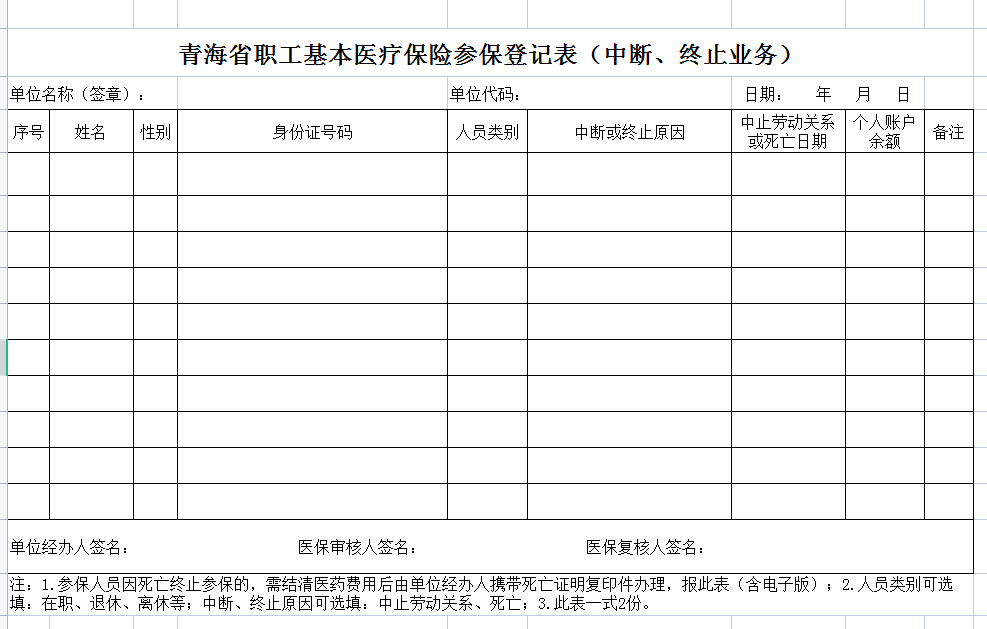 青海省职工基本医疗保险参保登记表（中断、终止业务）
单位名称（签章）： 单位代码： 日期： 年 月 日
序号 姓名 性别 身份证号码 人员类别 中断或终止原因 中止劳动关系 个人账户 备注
或死亡日期 余额
单位经办人签名： 医保审核人签名： 医保复核人签名：
注：1.参保人员因死亡终止参保的，需结清医药费用后由单位经办人携带死亡证明复印件办理，报此表（含电子版）；2.人员类别可选
填：在职、退休、离休等；中断、终止原因可选填：中止劳动关系、死亡；3.此表一式2份。